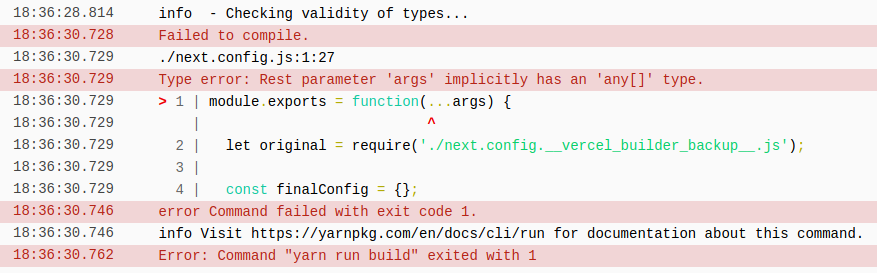 18:36:28.814 info  - Checking validity of types...
18:36:30.728 Failed to compile.
18:36:30.729 ./next.config.js:1:27
18:36:30.729 Type error: Rest parameter 'args' implicitly has an 'any[]' type.
18:36:30.729 > 1 | module.exports = function(...args) {
18:36:30.729     |                           ^
18:36:30.729   2 |   let original = require('./next.config.__vercel_builder_backup__.js');
18:36:30.729   3 |
18:36:30.729   4 |   const finalConfig = {};
18:36:30.746 error Command failed with exit code 1.
18:36:30.746 info Visit https://yarnpkg.com/en/docs/cli/run for documentation about this command.
18:36:30.762 Error: Command "yarn run build" exited with 1